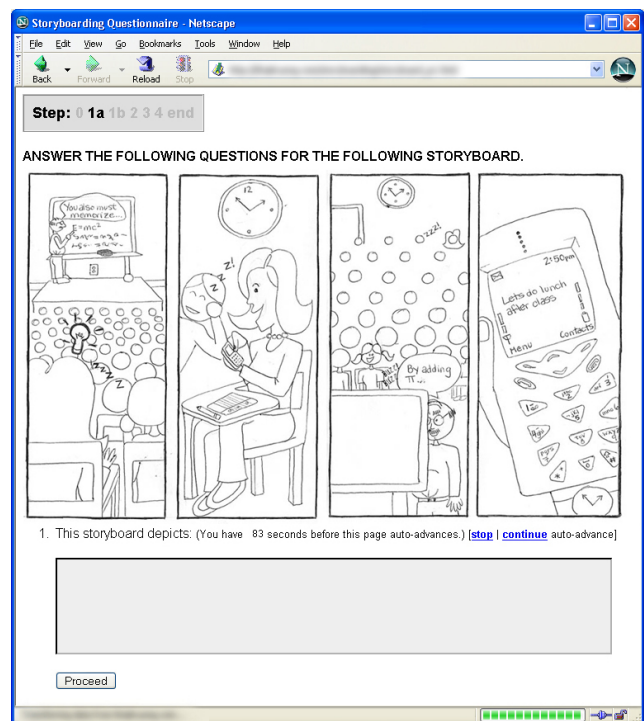 Storyboarding Questionnaire - Netscape
File Edit View Go Bookmarks Tools Window Help
Back Forward Reload Stop
Step: 0 1a 1b 2 3 4 end
ANSWER THE FOLLOWING QUESTIONS FOR THE FOLLOWING STORYBOARD.
You also must
memorize...
E=mc²
zzzz
z
12
z z z!
zzz!
By adding
π...
2:50pm
Lets do lunch
after class
Menu Contacts
1. This storyboard depicts: (You have 83 seconds before this page auto-advances.) [stop | continue auto-advance]
Proceed